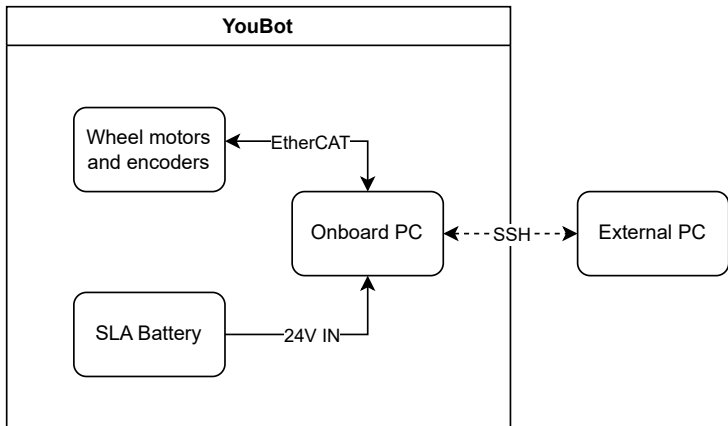 YouBot
Wheel motors
and encoders
EtherCAT
Onboard PC
SSH
External PC
SLA Battery
24V IN